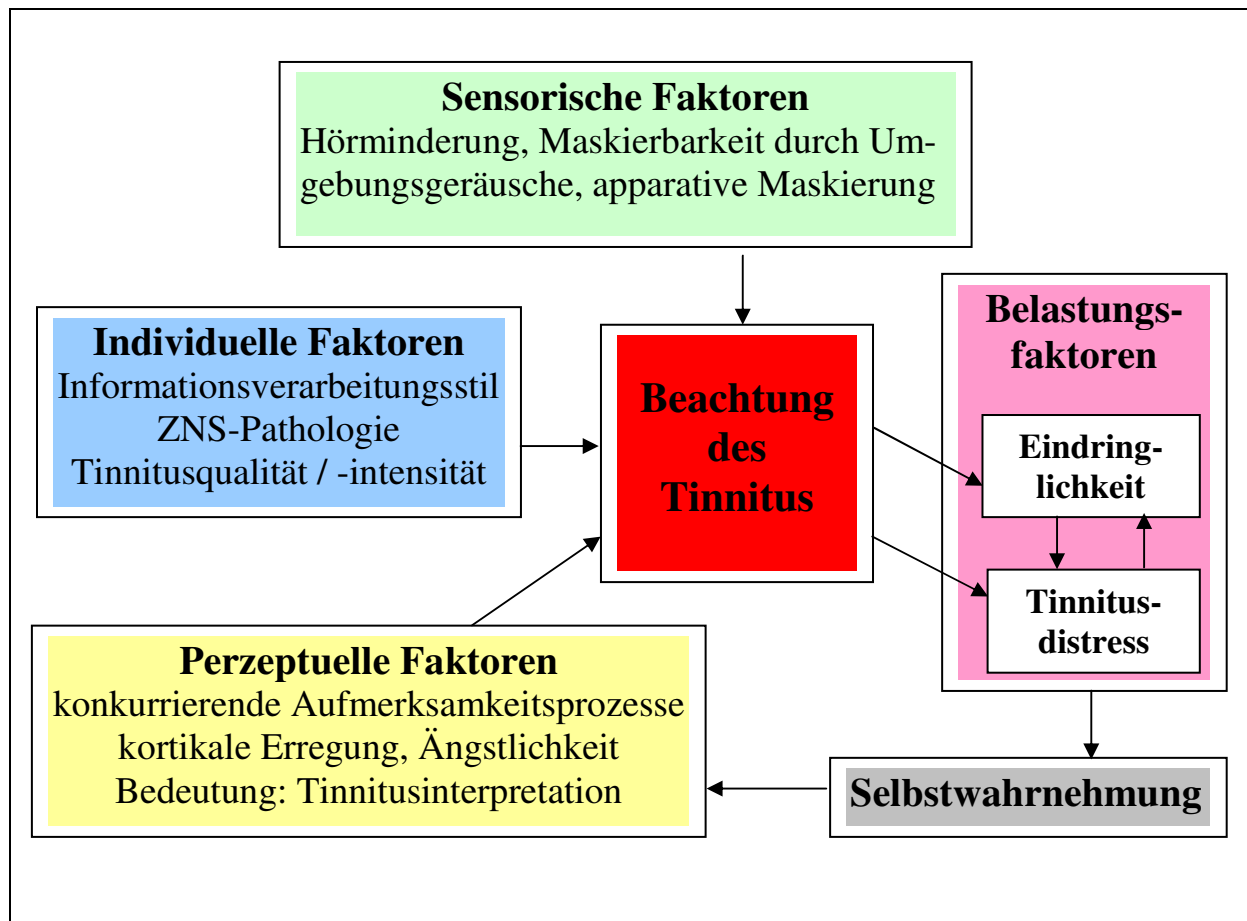 Sensorische Faktoren
Hörminderung, Maskierbarkeit durch Um-
gebungsgeräusche, apparative Maskierung
Individuelle Faktoren
Informationsverarbeitungsstil
ZNS-Pathologie
Tinnitusqualität / -intensität
Beachtung
des
Tinnitus
Belastungs-
faktoren
Eindring-
lichkeit
Tinnitus-
distress
Perzeptuelle Faktoren
konkurrierende Aufmerksamkeitsprozesse
kortikale Erregung, Ängstlichkeit
Bedeutung: Tinnitusinterpretation
Selbstwahrnehmung